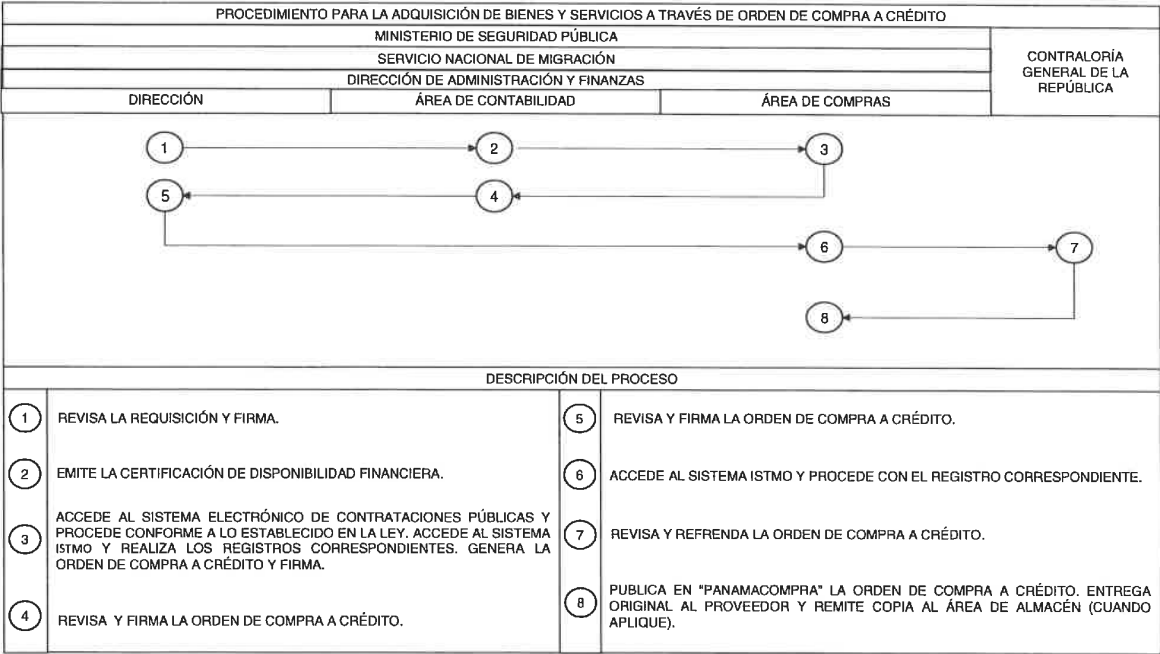 PROCEDIMIENTO PARA LA ADQUISICIÓN DE BIENES Y SERVICIOS A TRAVÉS DE ORDEN DE COMPRA A CRÉDITO
MINISTERIO DE SEGURIDAD PÚBLICA
SERVICIO NACIONAL DE MIGRACIÓN
DIRECCIÓN DE ADMINISTRACIÓN Y FINANZAS
DIRECCIÓN
ÁREA DE CONTABILIDAD
ÁREA DE COMPRAS
CONTRALORÍA
GENERAL DE LA
REPÚBLICA
1
2
3
5
4
6
7
8
DESCRIPCIÓN DEL PROCESO
1 REVISA LA REQUISICIÓN Y FIRMA.
2 EMITE LA CERTIFICACIÓN DE DISPONIBILIDAD FINANCIERA.
3
ACCEDE AL SISTEMA ELECTRÓNICO DE CONTRATACIONES PÚBLICAS Y
PROCEDE CONFORME A LO ESTABLECIDO EN LA LEY. ACCEDE AL SISTEMA
ISTMO Y REALIZA LOS REGISTROS CORRESPONDIENTES. GENERA LA
ORDEN DE COMPRA A CRÉDITO Y FIRMA.
4 REVISA Y FIRMA LA ORDEN DE COMPRA A CRÉDITO.
5 REVISA Y FIRMA LA ORDEN DE COMPRA A CRÉDITO.
6 ACCEDE AL SISTEMA ISTMO Y PROCEDE CON EL REGISTRO CORRESPONDIENTE.
7 REVISA Y REFRENDA LA ORDEN DE COMPRA A CRÉDITO.
8
PUBLICA EN "PANAMACOMPRA" LA ORDEN DE COMPRA A CRÉDITO. ENTREGA
ORIGINAL AL PROVEEDOR Y REMITE COPIA AL ÁREA DE ALMACÉN (CUANDO
APLIQUE).